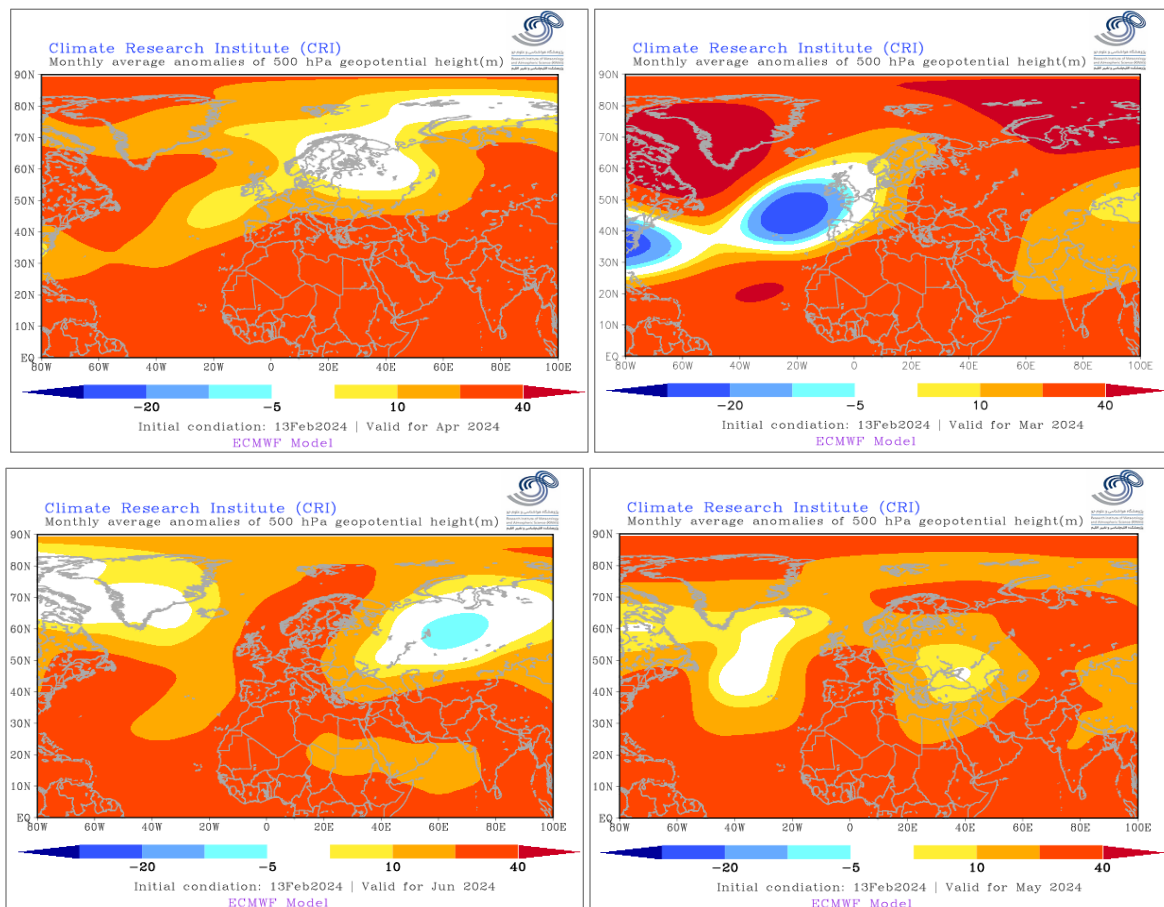 Climate Research Institute (CRI)
Monthly average anomalies of 500 hPa geopotential height(m)
90N
80N
70N
60N
50N
40N
30N
20N
10N
EQ
80W 60W 40W 20W 0 20E 40E 60E 80E 100E
−20 −5 10 40
Initial condiation: 13Feb2024 | Valid for Apr 2024
ECMWF Model
Climate Research Institute (CRI)
Monthly average anomalies of 500 hPa geopotential height(m)
90N
80N
70N
60N
50N
40N
30N
20N
10N
EQ
80W 60W 40W 20W 0 20E 40E 60E 80E 100E
−20 −5 10 40
Initial condiation: 13Feb2024 | Valid for Mar 2024
ECMWF Model
Climate Research Institute (CRI)
Monthly average anomalies of 500 hPa geopotential height(m)
90N
80N
70N
60N
50N
40N
30N
20N
10N
EQ
80W 60W 40W 20W 0 20E 40E 60E 80E 100E
−20 −5 10 40
Initial condiation: 13Feb2024 | Valid for Jun 2024
ECMWF Model
Climate Research Institute (CRI)
Monthly average anomalies of 500 hPa geopotential height(m)
90N
80N
70N
60N
50N
40N
30N
20N
10N
EQ
80W 60W 40W 20W 0 20E 40E 60E 80E 100E
−20 −5 10 40
Initial condiation: 13Feb2024 | Valid for May 2024
ECMWF Model